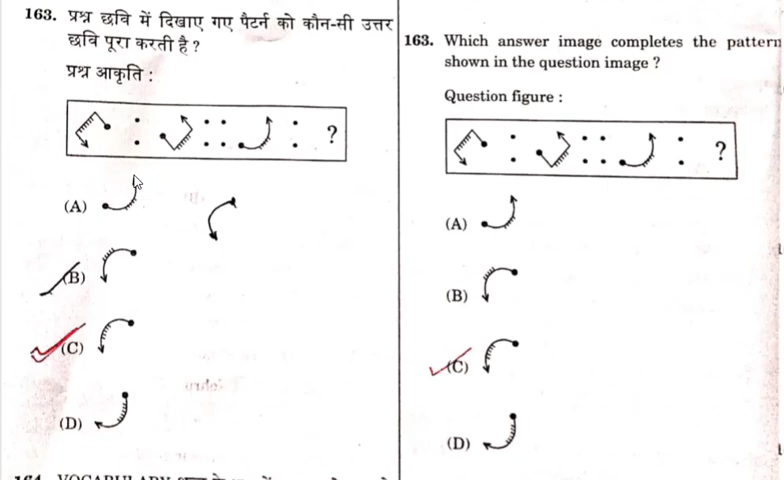 163. प्रश्न छवि में दिखाए गए पैटर्न को कौन-सी उत्तर
छवि पूरा करती है ?
प्रश्न आकृति :
: : : : ?
(A)
(B)
(C)
(D)
163. Which answer image completes the pattern
shown in the question image ?
Question figure :
: : : : ?
(A)
(B)
(C)
(D)